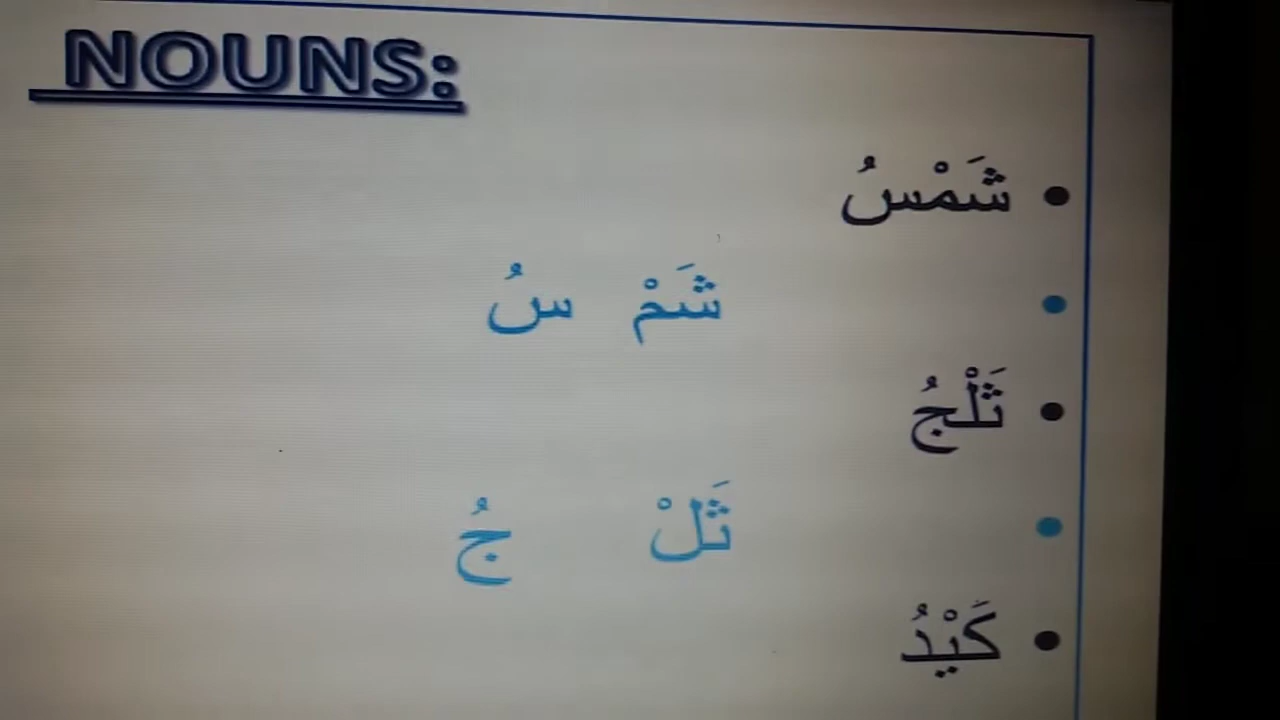 NOUNS:
• شَمْسُ
• شَمْ سُ
• ثَلْجُ
• ثَلْ جُ
• كَيْدُ